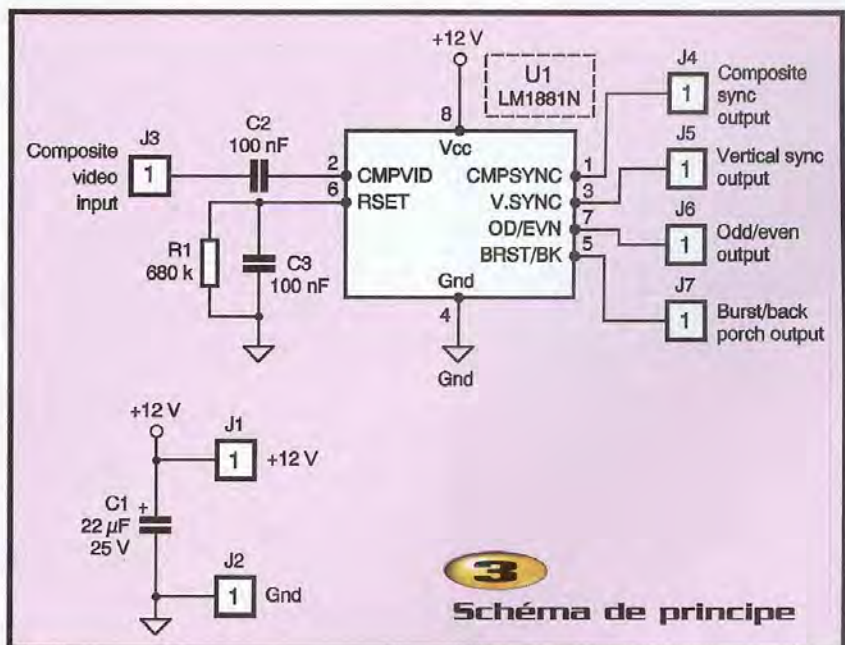 +12 V
U1
LM1881N
J4
1
Composite
sync
output
J3
1
Composite
video
input
C2
100 nF
8
Vcc
2
CMPVID
6
RSET
CMPSYNC
1
V.SYNC
3
OD/EVN
7
BRST/BK
5
Gnd
4
Gnd
J5
1
Vertical sync
output
J6
1
Odd/even
output
J7
1
Burst/back
porch output
R1
680 k
C3
100 nF
+12 V
J1
1
+12 V
C1
+
22 µF
25 V
J2
1
Gnd
3
Schéma de principe